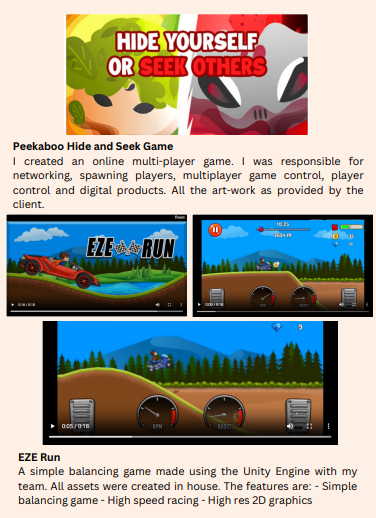 HIDE YOURSELF
OR SEEK OTHERS
Peekaboo Hide and Seek Game
I created an online multi-player game. I was responsible for
networking, spawning players, multiplayer game control, player
control and digital products. All the art-work as provided by the
client.
EZE RUN
0:16 / 0:18
10.25
0:00 / 0:18
9
RPM
BOOST
0:05 / 0:18
EZE Run
A simple balancing game made using the Unity Engine with my
team. All assets were created in house. The features are: - Simple
balancing game - High speed racing - High res 2D graphics